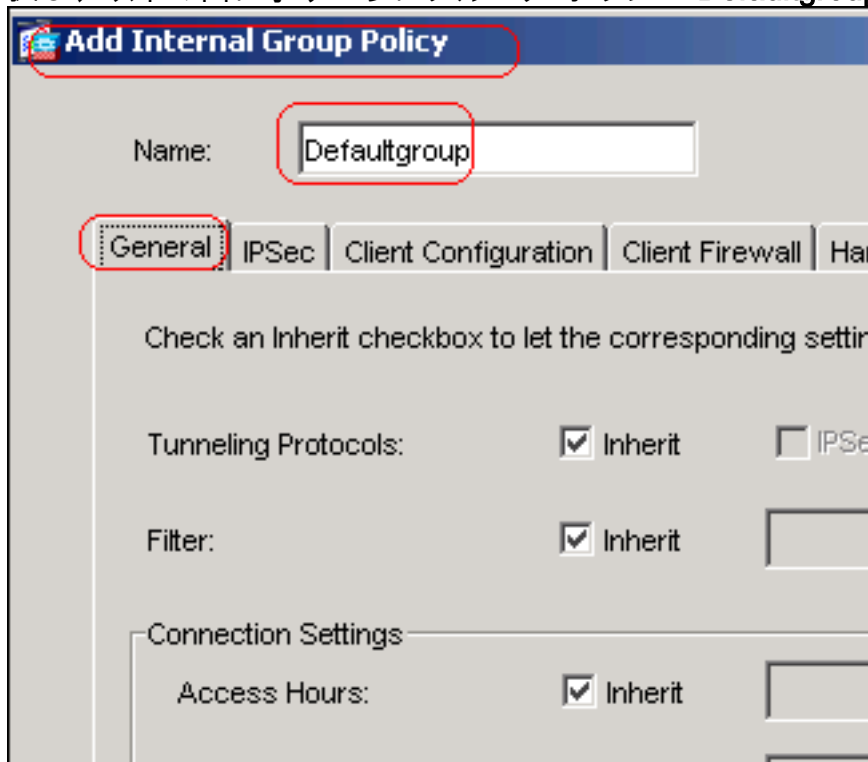 Defaultgroup
Add Internal Group Policy
Name: Defaultgroup
General IPSec Client Configuration Client Firewall
Check an Inherit checkbox to let the corresponding
Tunneling Protocols: Inherit
Filter: Inherit
Connection Settings
Access Hours: Inherit